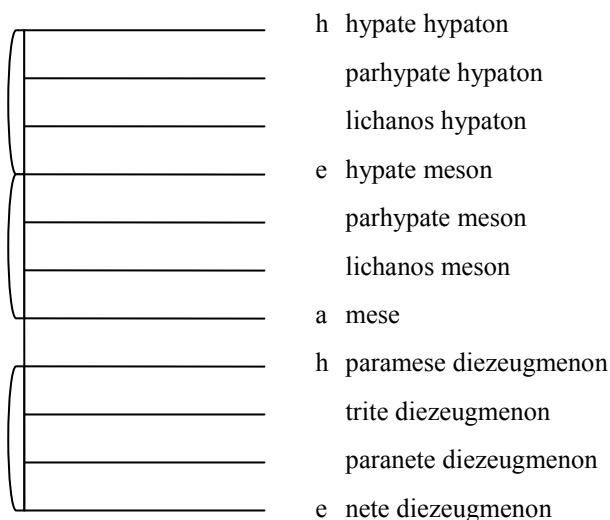 h hypate hypaton
parhypate hypaton
lichanos hypaton
e hypate meson
parhypate meson
lichanos meson
a mese
h paramese diezeugmenon
trite diezeugmenon
paranete diezeugmenon
e nete diezeugmenon